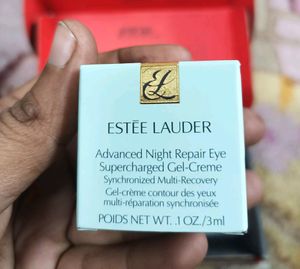 ESTĒE LAUDER
Advanced Night Repair Eye
Supercharged Gel-Creme
Synchronized Multi-Recovery
Gel-crème contour des yeux
multi-réparation synchronisée
POIDS NET WT. .1 OZ./3ml